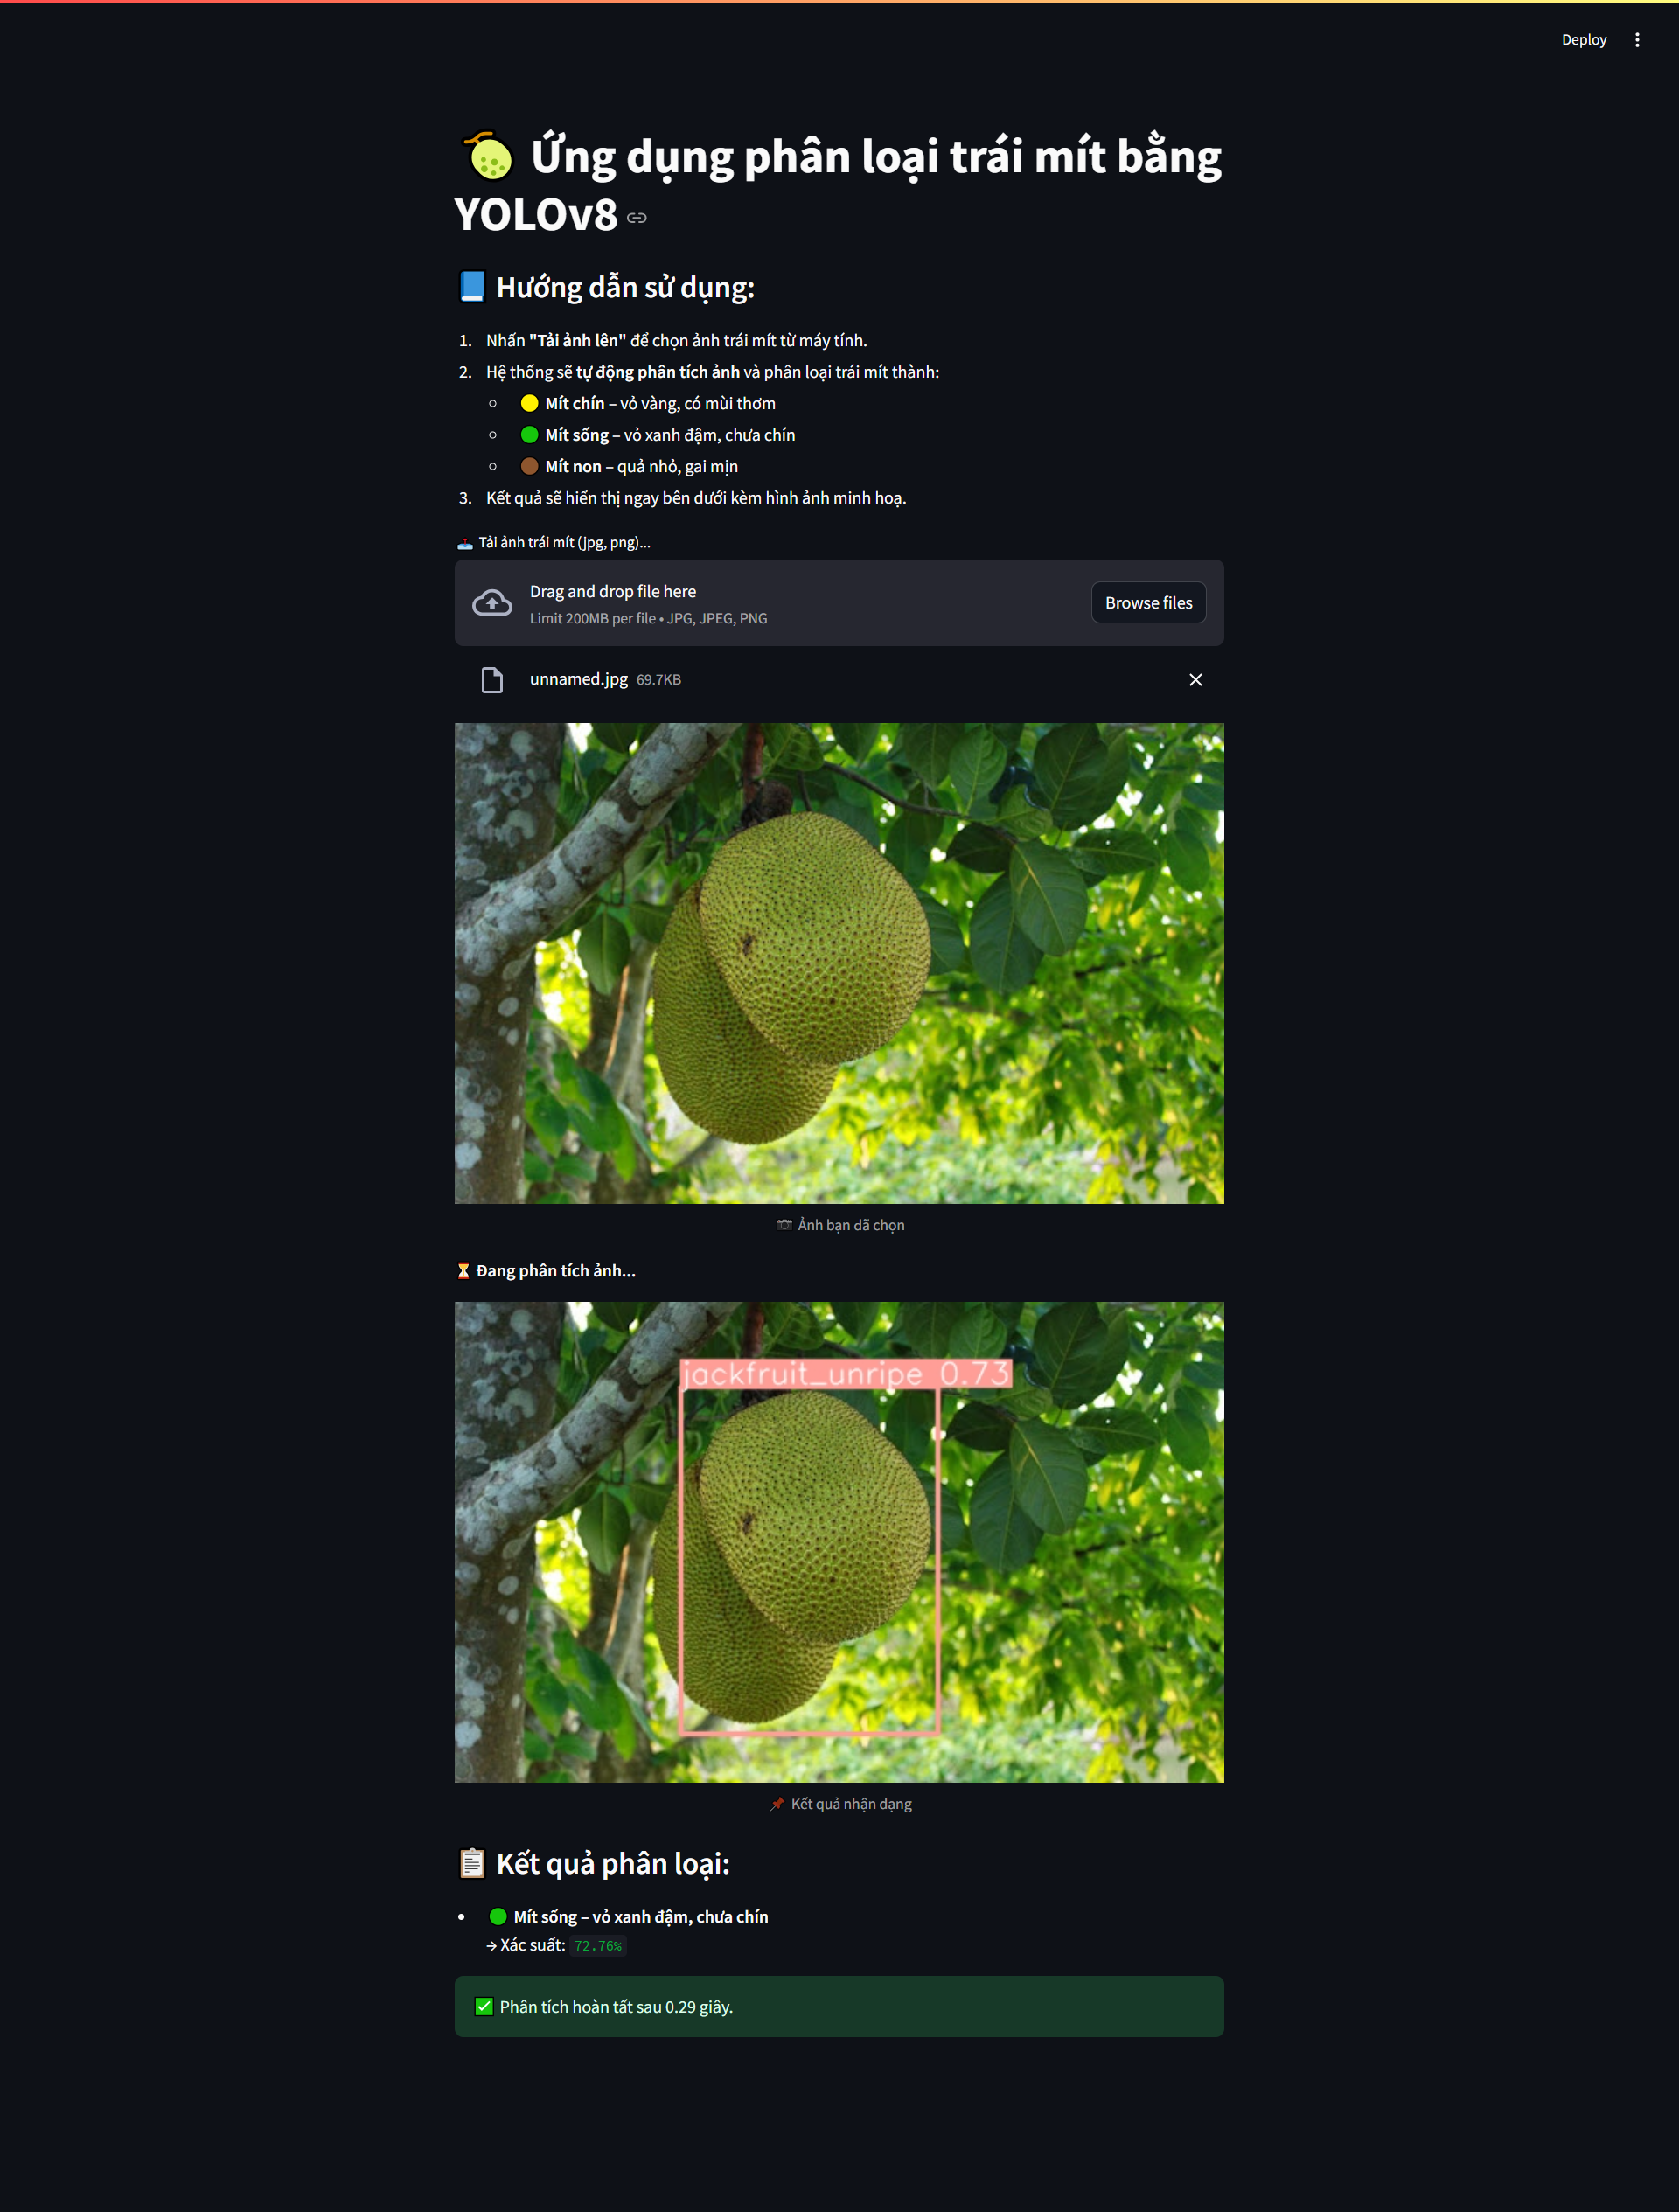 Deploy
🍈 Ứng dụng phân loại trái mít bằng
YOLOv8
📘 Hướng dẫn sử dụng:
1. Nhấn "Tải ảnh lên" để chọn ảnh trái mít từ máy tính.
2. Hệ thống sẽ tự động phân tích ảnh và phân loại trái mít thành:
🟡 Mít chín – vỏ vàng, có mùi thơm
🟢 Mít sống – vỏ xanh đậm, chưa chín
🟤 Mít non – quả nhỏ, gai mịn
3. Kết quả sẽ hiển thị ngay bên dưới kèm hình ảnh minh hoạ.
📤 Tải ảnh trái mít (jpg, png)...
Drag and drop file here
Limit 200MB per file • JPG, JPEG, PNG
Browse files
unnamed.jpg 69.7KB
📷 Ảnh bạn đã chọn
⏳ Đang phân tích ảnh...
jackfruit_unripe 0.73
📌 Kết quả nhận dạng
📋 Kết quả phân loại:
• 🟢 Mít sống – vỏ xanh đậm, chưa chín
→ Xác suất: 72.76%
✅ Phân tích hoàn tất sau 0.29 giây.